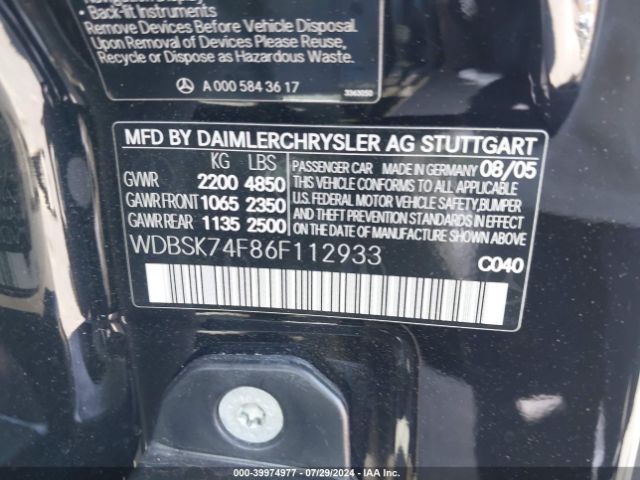 • Back-lit Instruments
Remove Devices Before Vehicle Disposal.
Upon Removal of Devices Please Reuse,
Recycle or Dispose as Hazardous Waste.
A 000 584 36 17
3363050
MFD BY DAIMLERCHRYSLER AG STUTTGART
KG LBS
GVWR 2200 4850
GAWR FRONT 1065 2350
GAWR REAR 1135 2500
PASSENGER CAR MADE IN GERMANY 08/05
THIS VEHICLE CONFORMS TO ALL APPLICABLE
U.S. FEDERAL MOTOR VEHICLE SAFETY, BUMPER
AND THEFT PREVENTION STANDARDS IN EFFECT
ON THE DATE OF MANUFACTURE SHOWN ABOVE.
WDBSK74F86F112933
C040
000-39974977 - 07/29/2024 - IAA Inc.